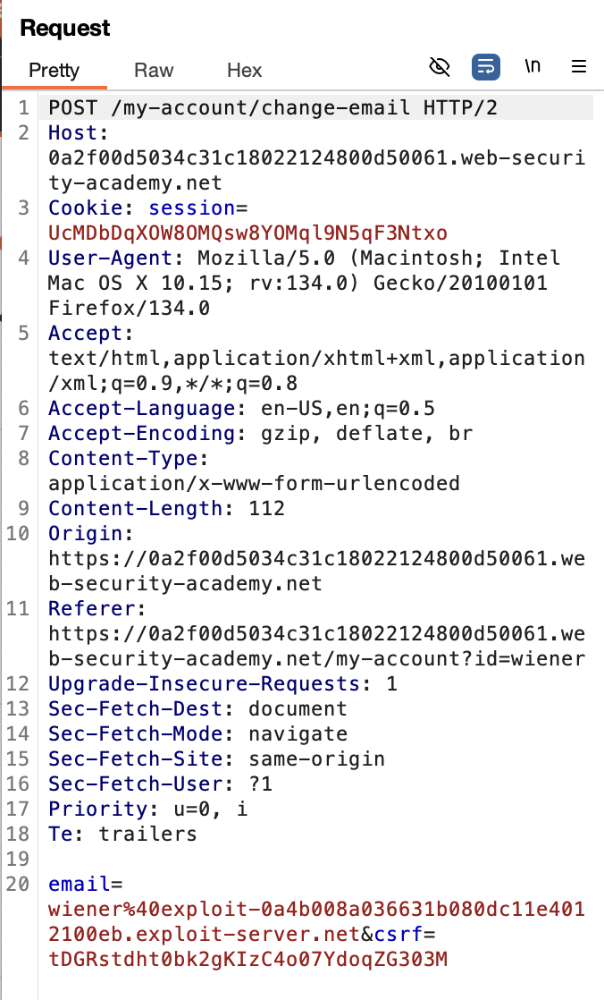 Request
Pretty Raw Hex \n
1 POST /my-account/change-email HTTP/2
2 Host:
0a2f00d5034c31c18022124800d50061.web-securi
ty-academy.net
3 Cookie: session=
UcMDbDqXOW8OMQsw8YOMql9N5qF3Ntxo
4 User-Agent: Mozilla/5.0 (Macintosh; Intel
Mac OS X 10.15; rv:134.0) Gecko/20100101
Firefox/134.0
5 Accept:
text/html,application/xhtml+xml,application
/xml;q=0.9,*/*;q=0.8
6 Accept-Language: en-US,en;q=0.5
7 Accept-Encoding: gzip, deflate, br
8 Content-Type:
application/x-www-form-urlencoded
9 Content-Length: 112
10 Origin:
https://0a2f00d5034c31c18022124800d50061.we
b-security-academy.net
11 Referer:
https://0a2f00d5034c31c18022124800d50061.we
b-security-academy.net/my-account?id=wiener
12 Upgrade-Insecure-Requests: 1
13 Sec-Fetch-Dest: document
14 Sec-Fetch-Mode: navigate
15 Sec-Fetch-Site: same-origin
16 Sec-Fetch-User: ?1
17 Priority: u=0, i
18 Te: trailers
19
20 email=
wiener%40exploit-0a4b008a036631b080dc11e401
2100eb.exploit-server.net&csrf=
tDGRstdht0bk2gKIzC4o07YdoqZG303M